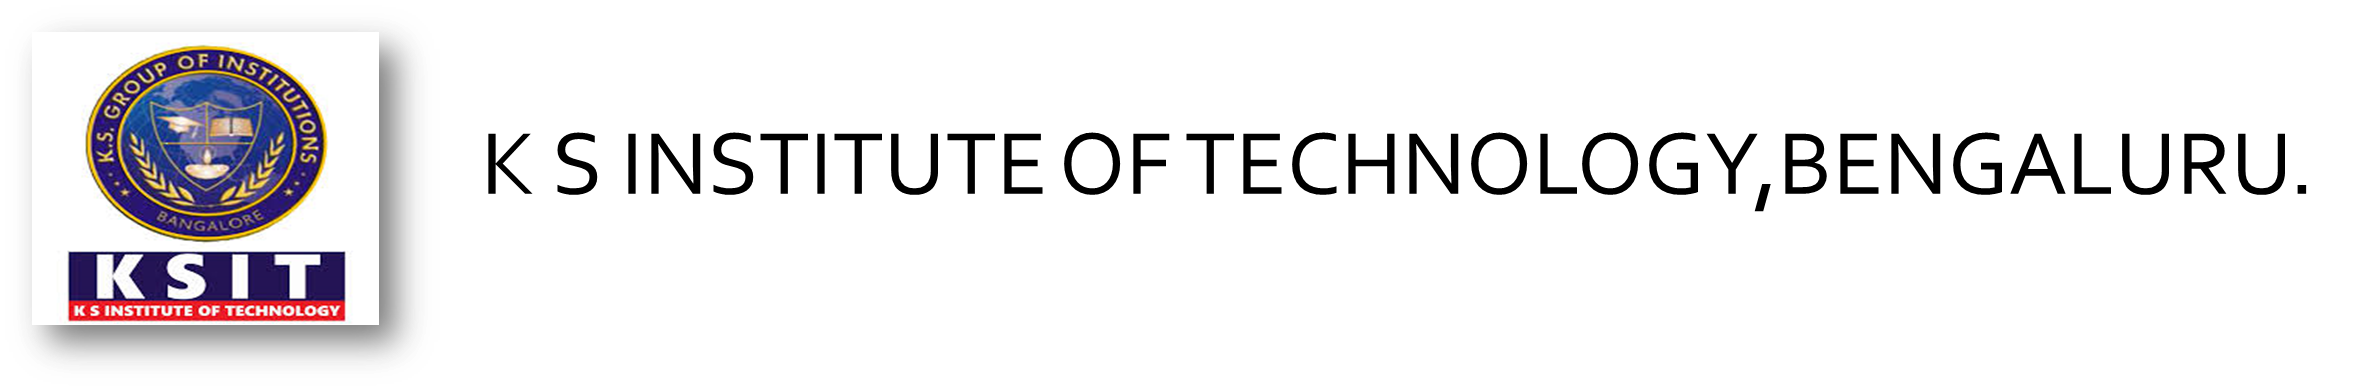 K.S. GROUP OF INSTITUTIONS
BANGALORE
KSIT
K S INSTITUTE OF TECHNOLOGY
K S INSTITUTE OF TECHNOLOGY,BENGALURU.